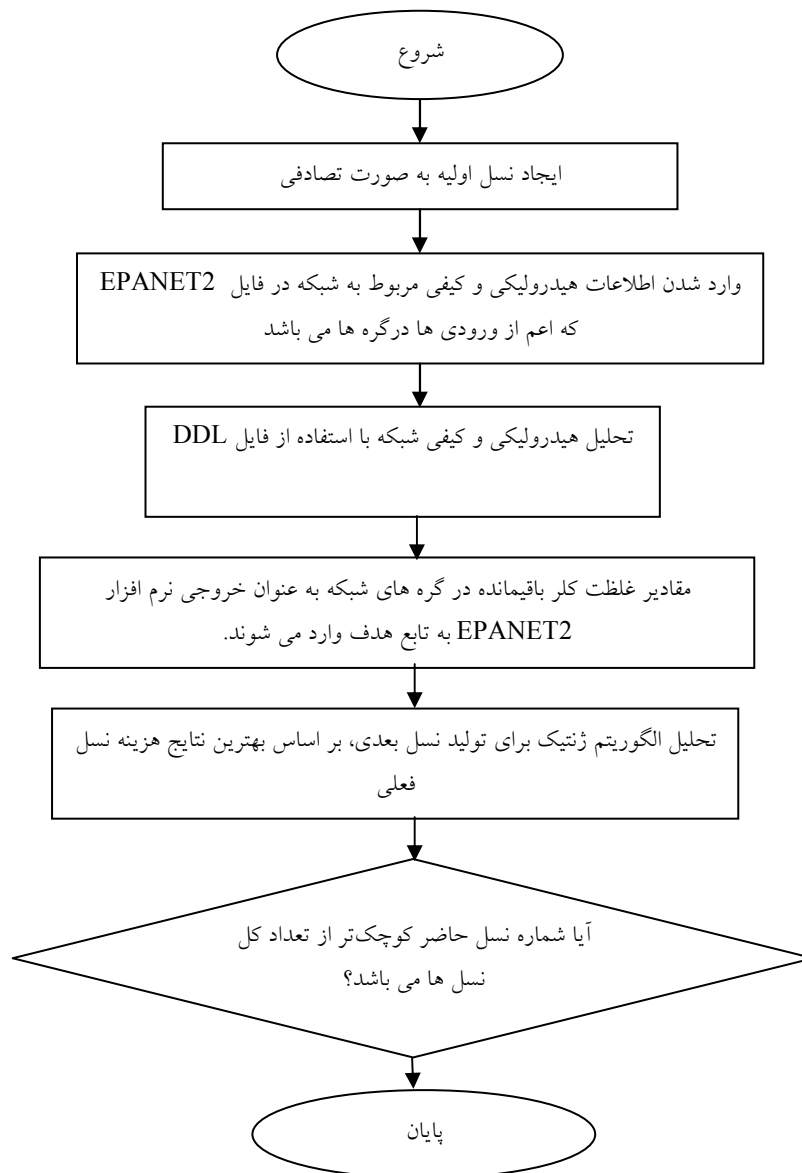 شروع
ایجاد نسل اولیه به صورت تصادفی
وارد شدن اطلاعات هیدرولیکی و کیفی مربوط به شبکه در فایل EPANET2
که اعم از ورودی ها درگره ها می باشد
تحلیل هیدرولیکی و کیفی شبکه با استفاده از فایل DDL
مقادیر غلظت کلر باقیمانده در گره های شبکه به عنوان خروجی نرم افزار
EPANET2 به تابع هدف وارد می شوند.
تحلیل الگوریتم ژنتیک برای تولید نسل بعدی، بر اساس بهترین نتایج هزینه نسل
فعلی
آیا شماره نسل حاضر کوچک‌تر از تعداد کل
نسل ها می باشد؟
پایان